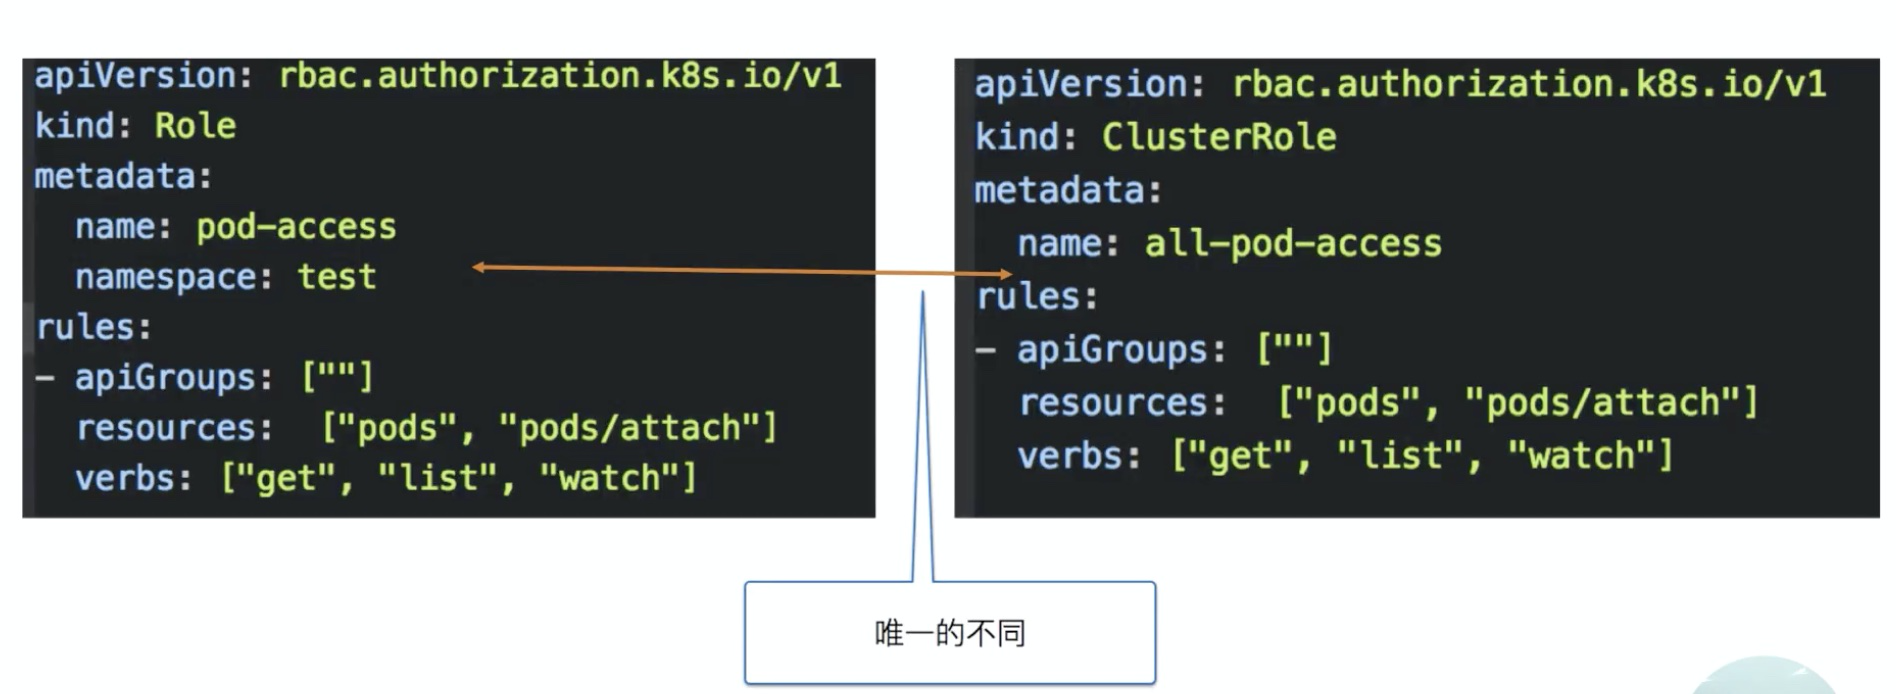 apiVersion: rbac.authorization.k8s.io/v1
kind: Role
metadata:
  name: pod-access
  namespace: test
rules:
- apiGroups: [""]
  resources:  ["pods", "pods/attach"]
  verbs: ["get", "list", "watch"]
apiVersion: rbac.authorization.k8s.io/v1
kind: ClusterRole
metadata:
  name: all-pod-access
rules:
- apiGroups: [""]
  resources:  ["pods", "pods/attach"]
  verbs: ["get", "list", "watch"]
唯一的不同